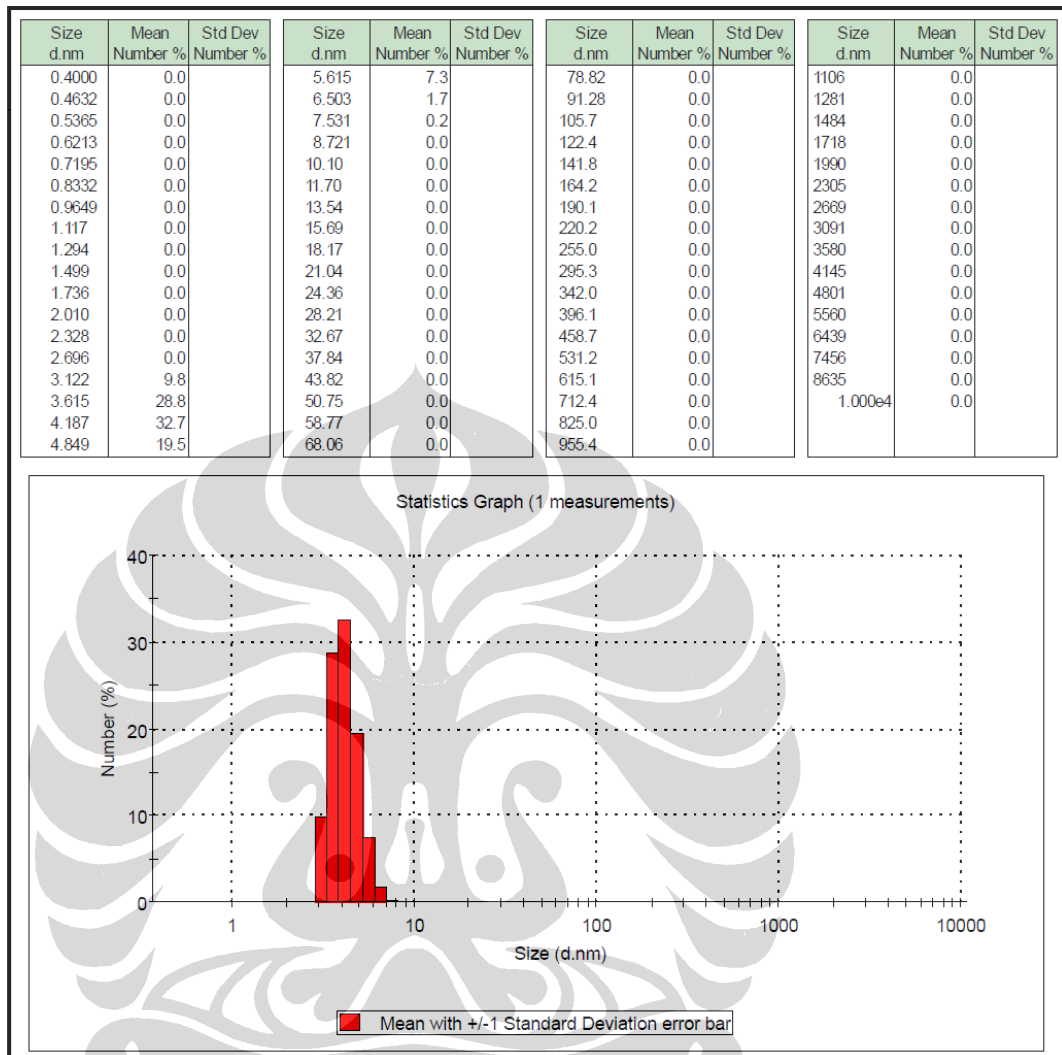 Size Mean Std Dev Size Mean Std Dev Size Mean Std Dev Size Mean Std Dev
d.nm Number % Number % d.nm Number % Number % d.nm Number % Number % d.nm Number % Number %
0.4000 0.0 5.615 7.3 78.82 0.0 1106 0.0
0.4632 0.0 6.503 1.7 91.28 0.0 1281 0.0
0.5365 0.0 7.531 0.2 105.7 0.0 1484 0.0
0.6213 0.0 8.721 0.0 122.4 0.0 1718 0.0
0.7195 0.0 10.10 0.0 141.8 0.0 1990 0.0
0.8332 0.0 11.70 0.0 164.2 0.0 2305 0.0
0.9649 0.0 13.54 0.0 190.1 0.0 2669 0.0
1.117 0.0 15.69 0.0 220.2 0.0 3091 0.0
1.294 0.0 18.17 0.0 255.0 0.0 3580 0.0
1.499 0.0 21.04 0.0 295.3 0.0 4145 0.0
1.736 0.0 24.36 0.0 342.0 0.0 4801 0.0
2.010 0.0 28.21 0.0 396.1 0.0 5560 0.0
2.328 0.0 32.67 0.0 458.7 0.0 6439 0.0
2.696 0.0 37.84 0.0 531.2 0.0 7456 0.0
3.122 9.8 43.82 0.0 615.1 0.0 8635 0.0
3.615 28.8 50.75 0.0 712.4 0.0 1.000e4 0.0
4.187 32.7 58.77 0.0 825.0 0.0
4.849 19.5 68.06 0.0 955.4 0.0
Statistics Graph (1 measurements)
40
30
20
10
0
Number (%)
1 10 100 1000 10000
Size (d.nm)
Mean with +/-1 Standard Deviation error bar